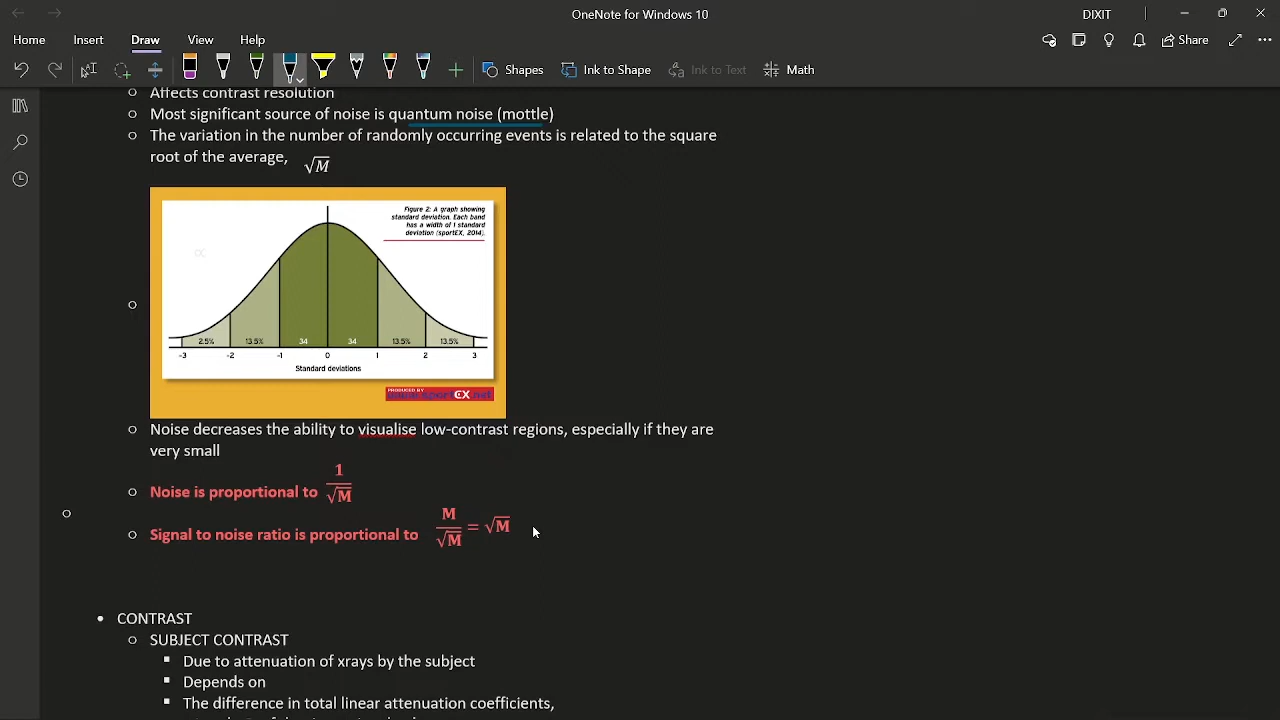 OneNote for Windows 10
DIXIT
Home Insert Draw View Help
Share
Shapes Ink to Shape Ink to Text Math
Affects contrast resolution
Most significant source of noise is quantum noise (mottle)
The variation in the number of randomly occurring events is related to the square
root of the average, √M
Figure 2: A graph showing
standard deviation. Each band
has a width of 1 standard
deviation (sportEX, 2014).
∝
2.5% 13.5% 34 34 13.5% 13.5%
-3 -2 -1 0 1 2 3
Standard deviations
PRODUCED BY
Noise decreases the ability to visualise low-contrast regions, especially if they are
very small
Noise is proportional to 1/√M
Signal to noise ratio is proportional to M/√M = √M
CONTRAST
SUBJECT CONTRAST
Due to attenuation of xrays by the subject
Depends on
The difference in total linear attenuation coefficients,